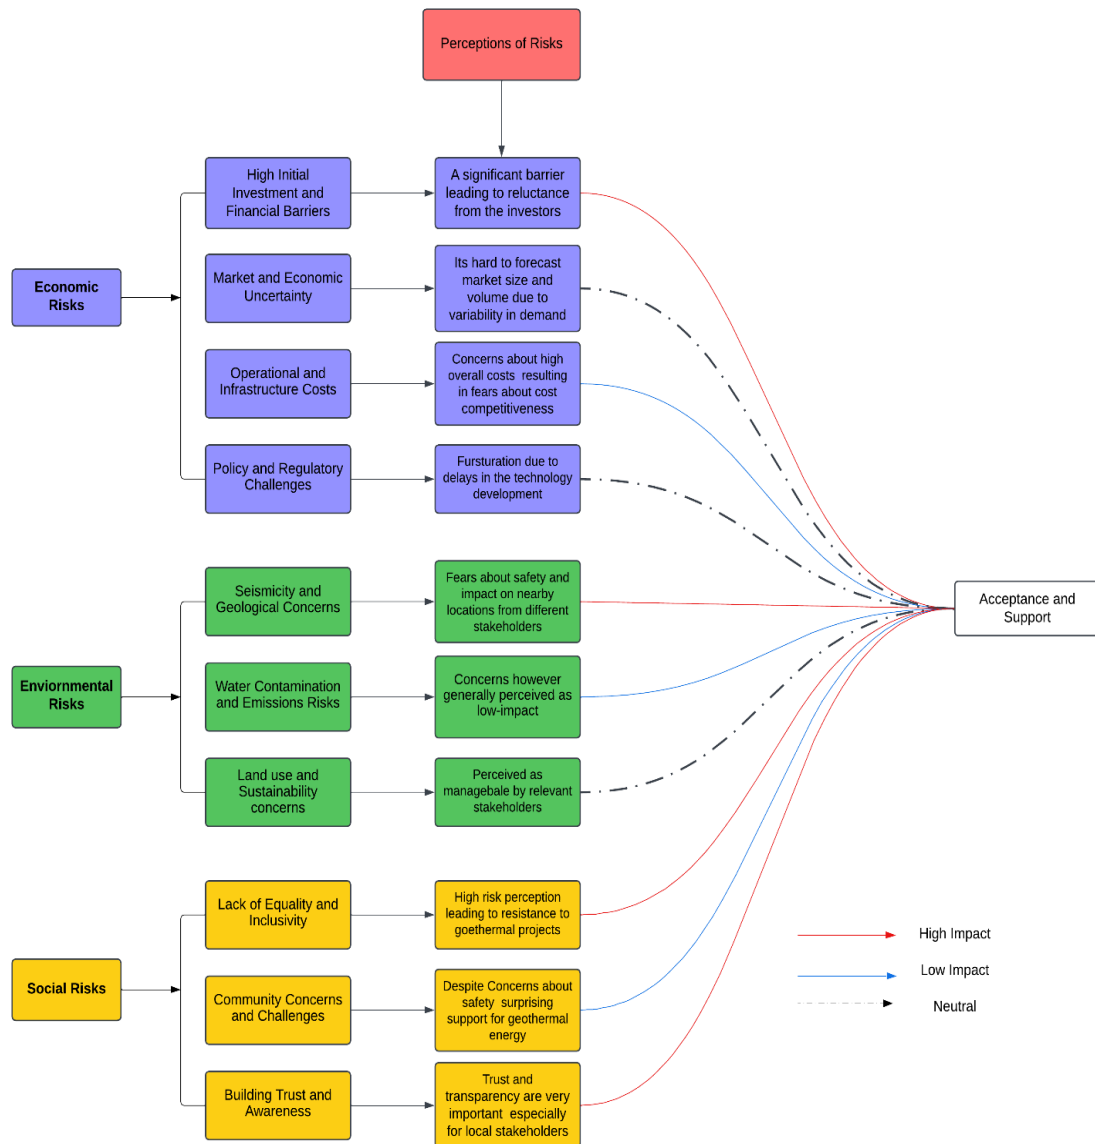 Perceptions of Risks
High Initial
Investment and
Financial Barriers
A significant barrier
leading to reluctance
from the investors
Economic
Risks
Market and Economic
Uncertainty
Its hard to forecast
market size and
volume due to
variability in demand
Operational and
Infrastructure Costs
Concerns about high
overall costs resulting
in fears about cost
competitiveness
Policy and Regulatory
Challenges
Fursturation due to
delays in the technology
development
Seismicity and
Geological Concerns
Fears about safety and
impact on nearby
locations from different
stakeholders
Acceptance and
Support
Enviornmental
Risks
Water Contamination
and Emissions Risks
Concerns however
generally perceived as
low-impact
Land use and
Sustainability
concerns
Perceived as
managebale by relevant
stakeholders
Lack of Equality and
Inclusivity
High risk perception
leading to resistance to
goethermal projects
Social Risks
Community Concerns
and Challenges
Despite Concerns about
safety surprising
support for geothermal
energy
Building Trust and
Awareness
Trust and
transparency are very
important especially
for local stakeholders
High Impact
Low Impact
Neutral